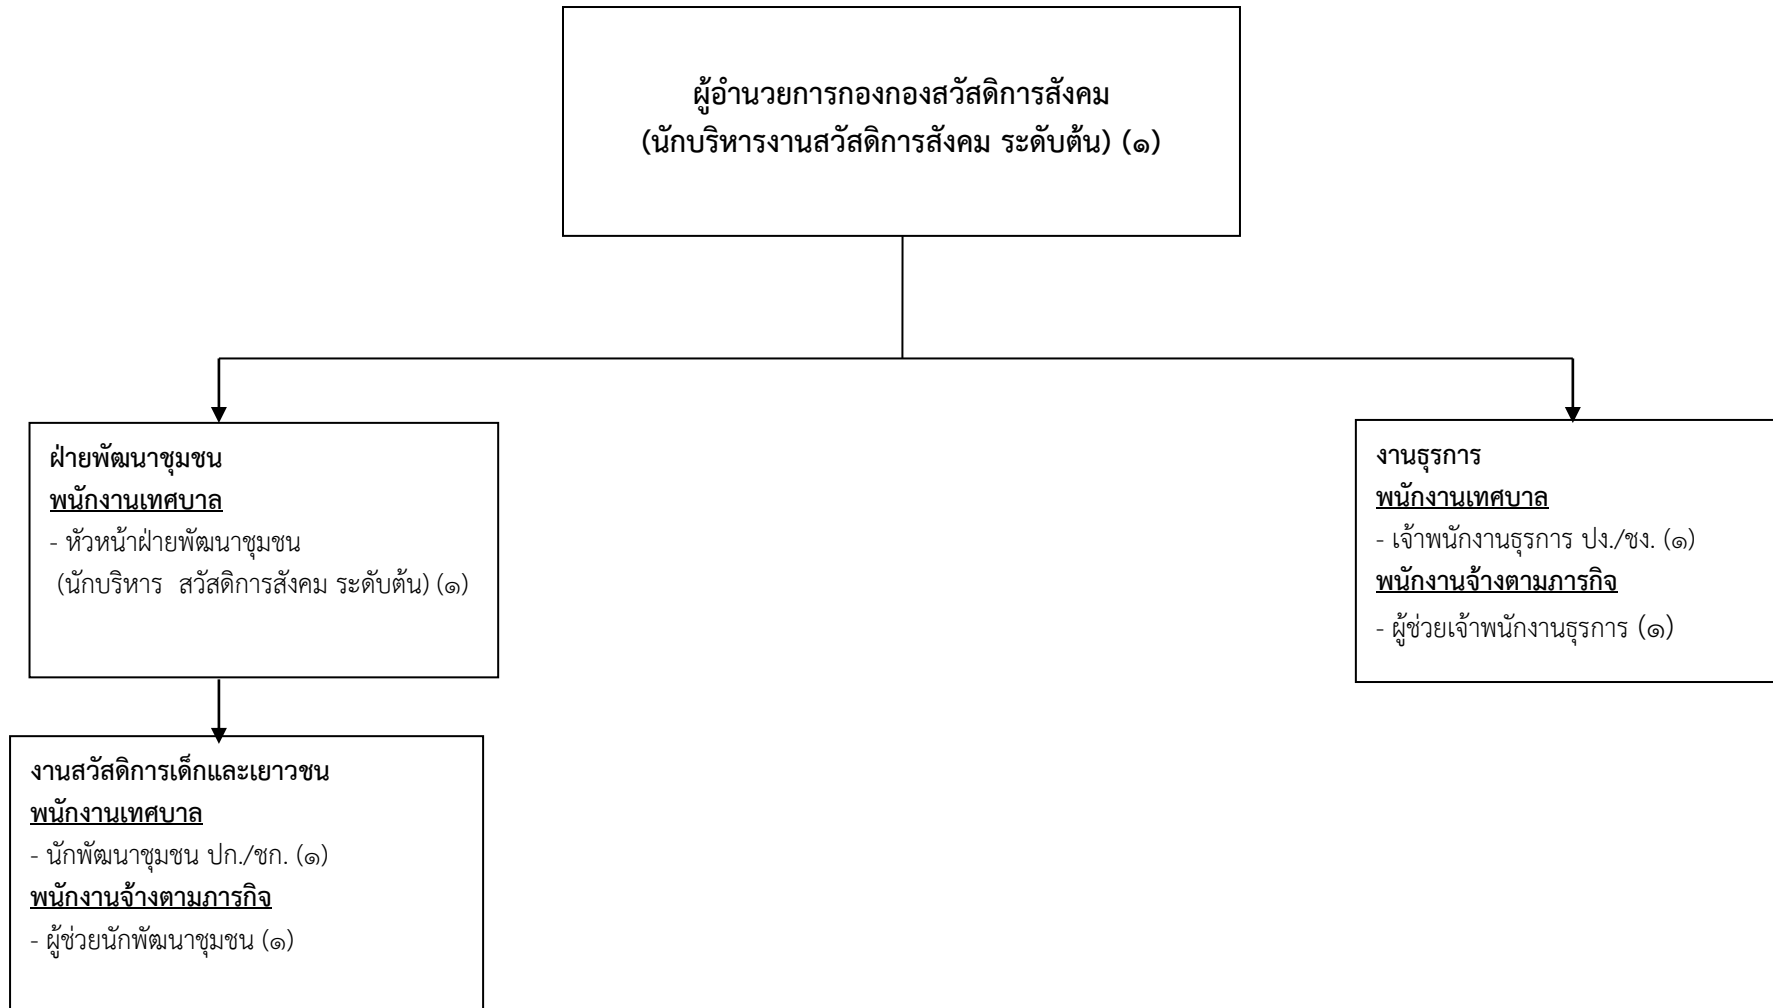 ผู้อำนวยการกองกองสวัสดิการสังคม
(นักบริหารงานสวัสดิการสังคม ระดับต้น) (๑)
ฝ่ายพัฒนาชุมชน
พนักงานเทศบาล
- หัวหน้าฝ่ายพัฒนาชุมชน
(นักบริหาร สวัสดิการสังคม ระดับต้น) (๑)
งานธุรการ
พนักงานเทศบาล
- เจ้าพนักงานธุรการ ปง./ชง. (๑)
พนักงานจ้างตามภารกิจ
- ผู้ช่วยเจ้าพนักงานธุรการ (๑)
งานสวัสดิการเด็กและเยาวชน
พนักงานเทศบาล
- นักพัฒนาชุมชน ปก./ชก. (๑)
พนักงานจ้างตามภารกิจ
- ผู้ช่วยนักพัฒนาชุมชน (๑)